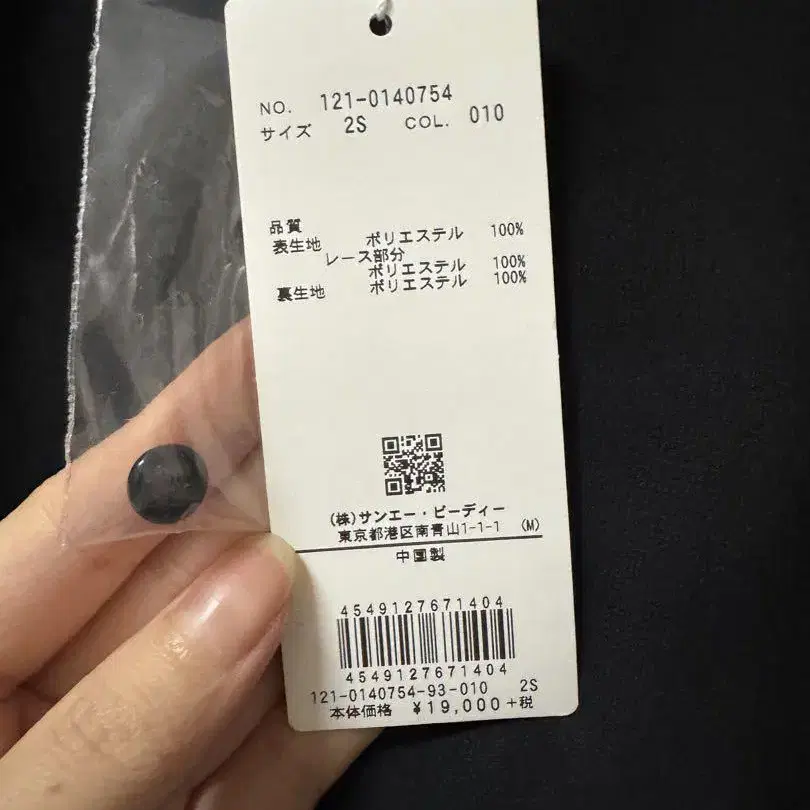 NO. 121-0140754
サイズ 2S COL. 010
品質
表生地 ポリエステル 100%
レース部分
ポリエステル 100%
裏生地 ポリエステル 100%
(株)サンエー・ビーディー
東京都港区南青山1-1-1 (M)
中国製
4549127671404
4549127671404
121-0140754-93-010 2S
本体価格 ¥19,000+税